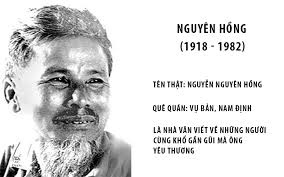 NGUYÊN HỒNG
(1918 - 1982)
TÊN THẬT: NGUYỄN NGUYÊN HỒNG
QUÊ QUÁN: VỤ BẢN, NAM ĐỊNH
LÀ NHÀ VĂN VIẾT VỀ NHỮNG NGƯỜI
CÙNG KHỔ GẦN GŨI MÀ ÔNG
YÊU THƯƠNG